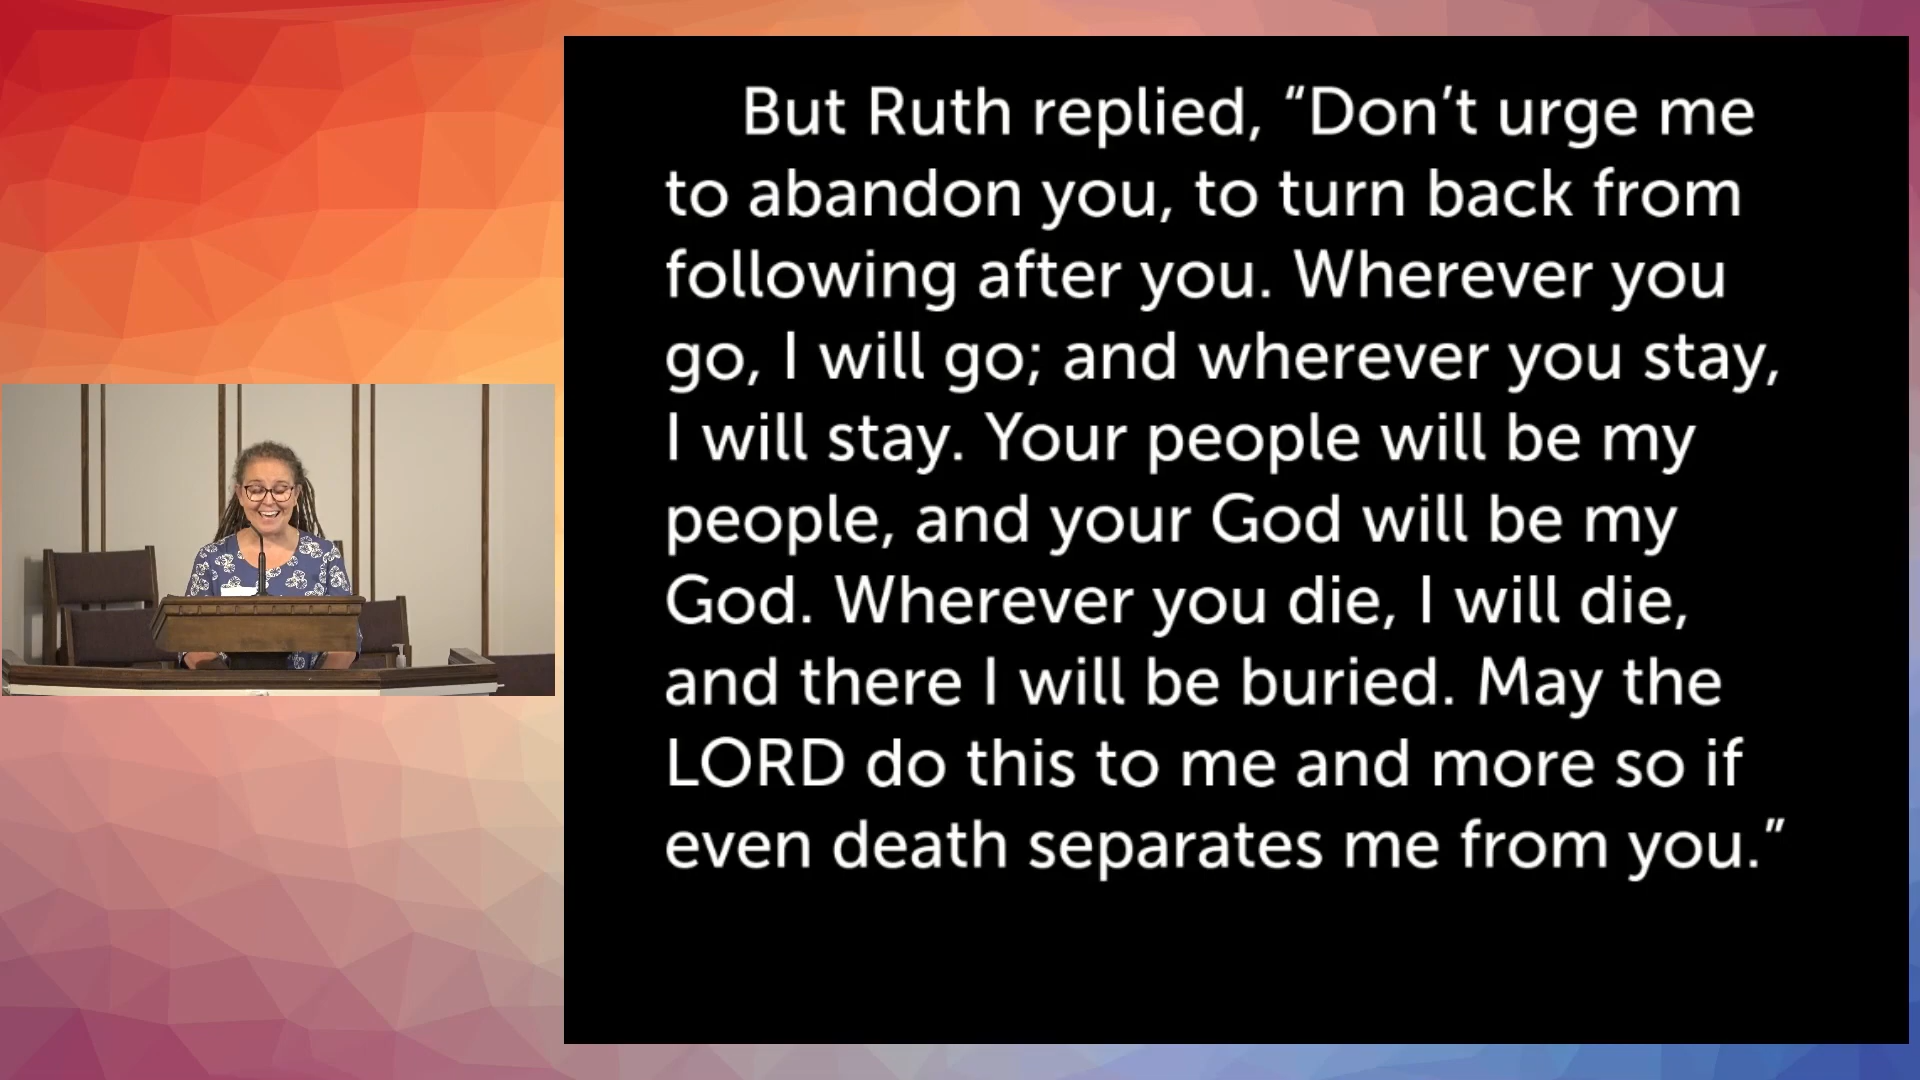 But Ruth replied, “Don’t urge me
to abandon you, to turn back from
following after you. Wherever you
go, I will go; and wherever you stay,
I will stay. Your people will be my
people, and your God will be my
God. Wherever you die, I will die,
and there I will be buried. May the
LORD do this to me and more so if
even death separates me from you.”